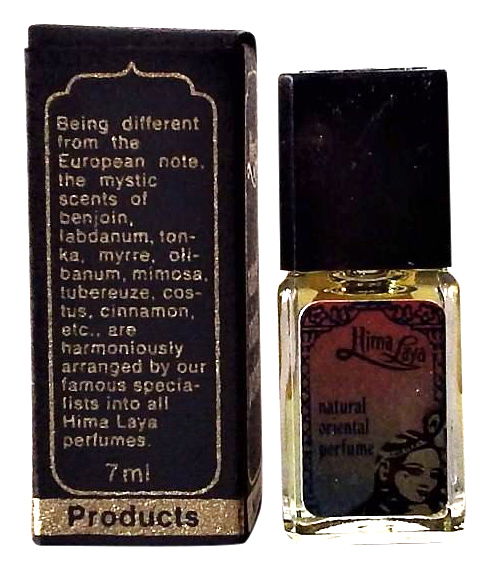 Being different
from the
European note,
the mystic
scents of
benjoin,
labdanum, ton-
ka, myrre, oli-
banum, mimosa,
tubereuze, cos-
tus, cinnamon,
etc., are
harmoniously
arranged by our
famous specia-
lists into all
Hima Laya
perfumes.
7ml
Products
Hima Laya
natural
oriental
perfume